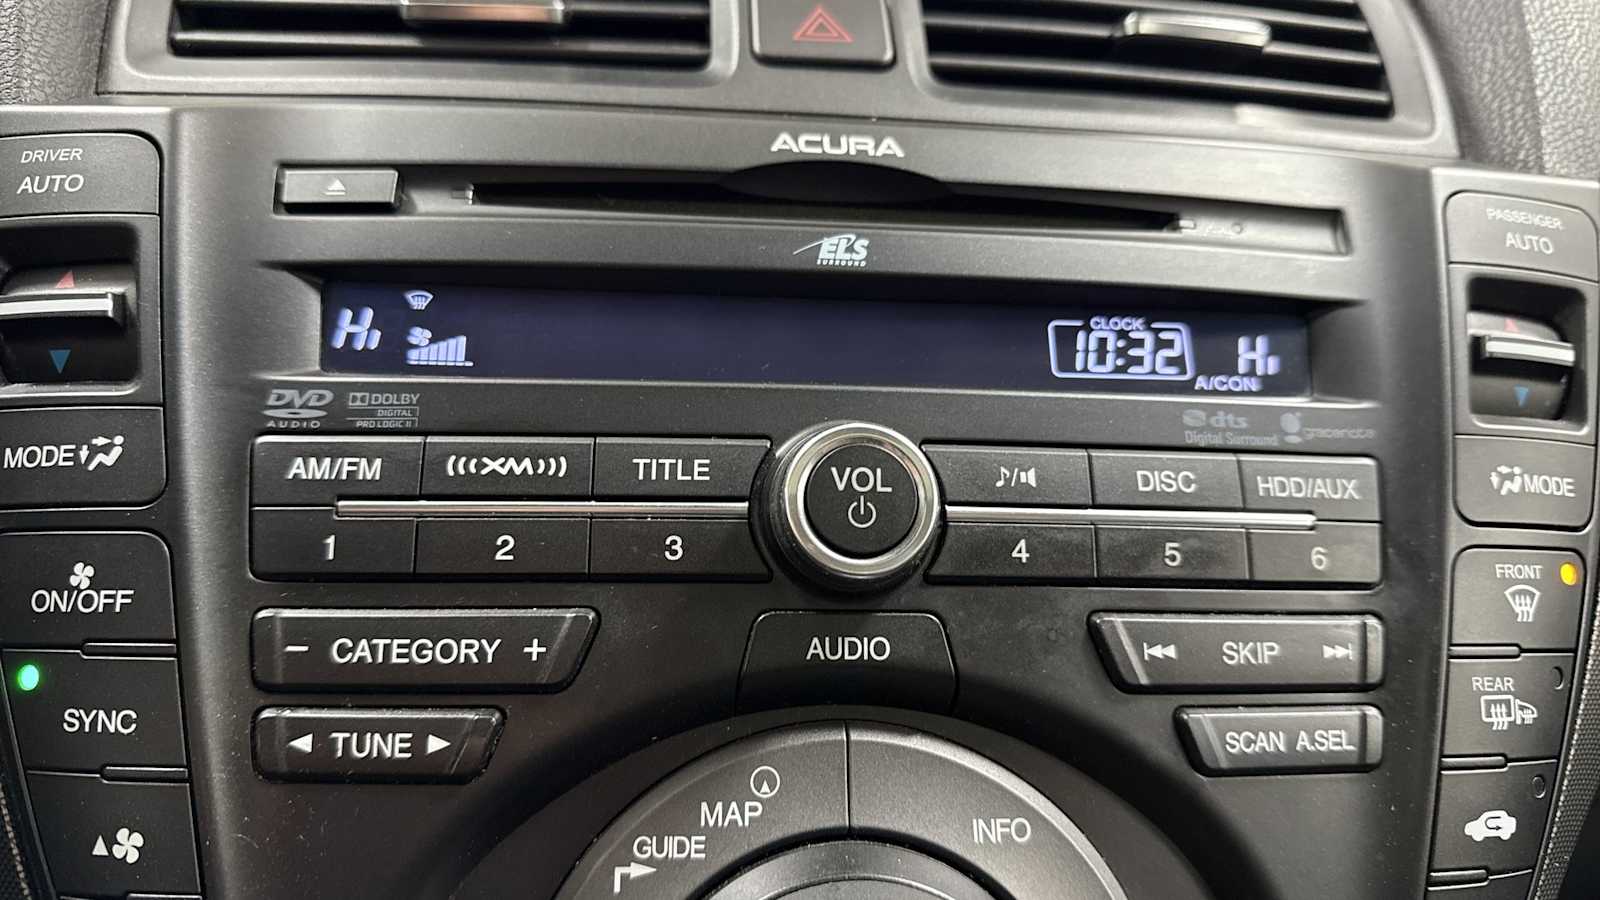 ACURA
DRIVER
AUTO
PASSENGER
AUTO
ELS
SURROUND
Hi
CLOCK
10:32
A/CON
Hi
DVD
AUDIO
DOLBY
DIGITAL
PRO LOGIC II
dts
Digital Surround
gracenote
MODE
AM/FM
XM
TITLE
VOL
DISC
HDD/AUX
MODE
1
2
3
4
5
6
ON/OFF
FRONT
- CATEGORY +
AUDIO
SKIP
SYNC
REAR
TUNE
SCAN A.SEL
MAP
GUIDE
INFO